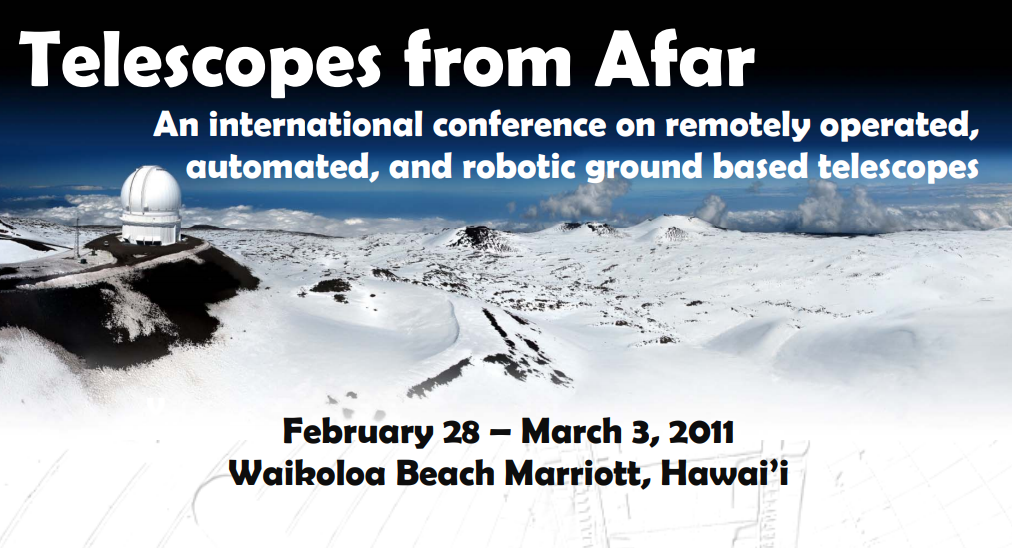 Telescopes from Afar
An international conference on remotely operated,
automated, and robotic ground based telescopes
February 28 – March 3, 2011
Waikoloa Beach Marriott, Hawai’i